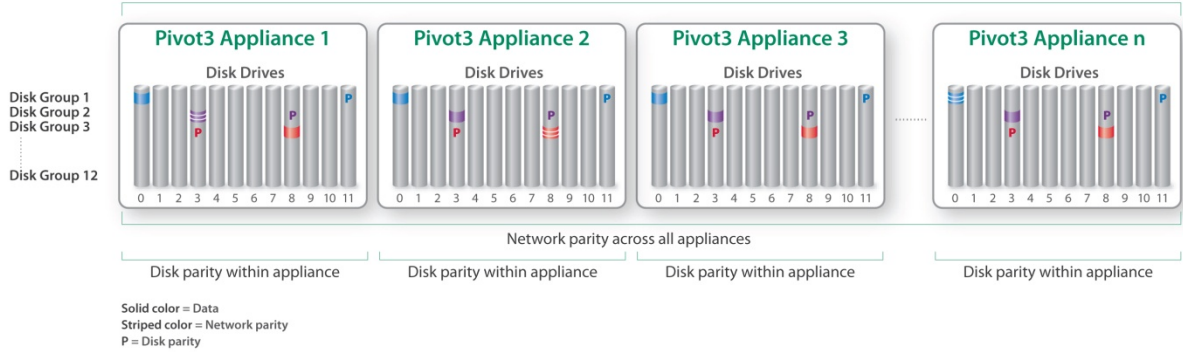 Pivot3 Appliance 1 Pivot3 Appliance 2 Pivot3 Appliance 3 Pivot3 Appliance n
Disk Drives Disk Drives Disk Drives Disk Drives
Disk Group 1 P P P P
Disk Group 2 P P P P
Disk Group 3 P P P P
Disk Group 12
0 1 2 3 4 5 6 7 8 9 10 11 0 1 2 3 4 5 6 7 8 9 10 11 0 1 2 3 4 5 6 7 8 9 10 11 0 1 2 3 4 5 6 7 8 9 10 11
Network parity across all appliances
Disk parity within appliance Disk parity within appliance Disk parity within appliance Disk parity within appliance
Solid color = Data
Striped color = Network parity
P = Disk parity